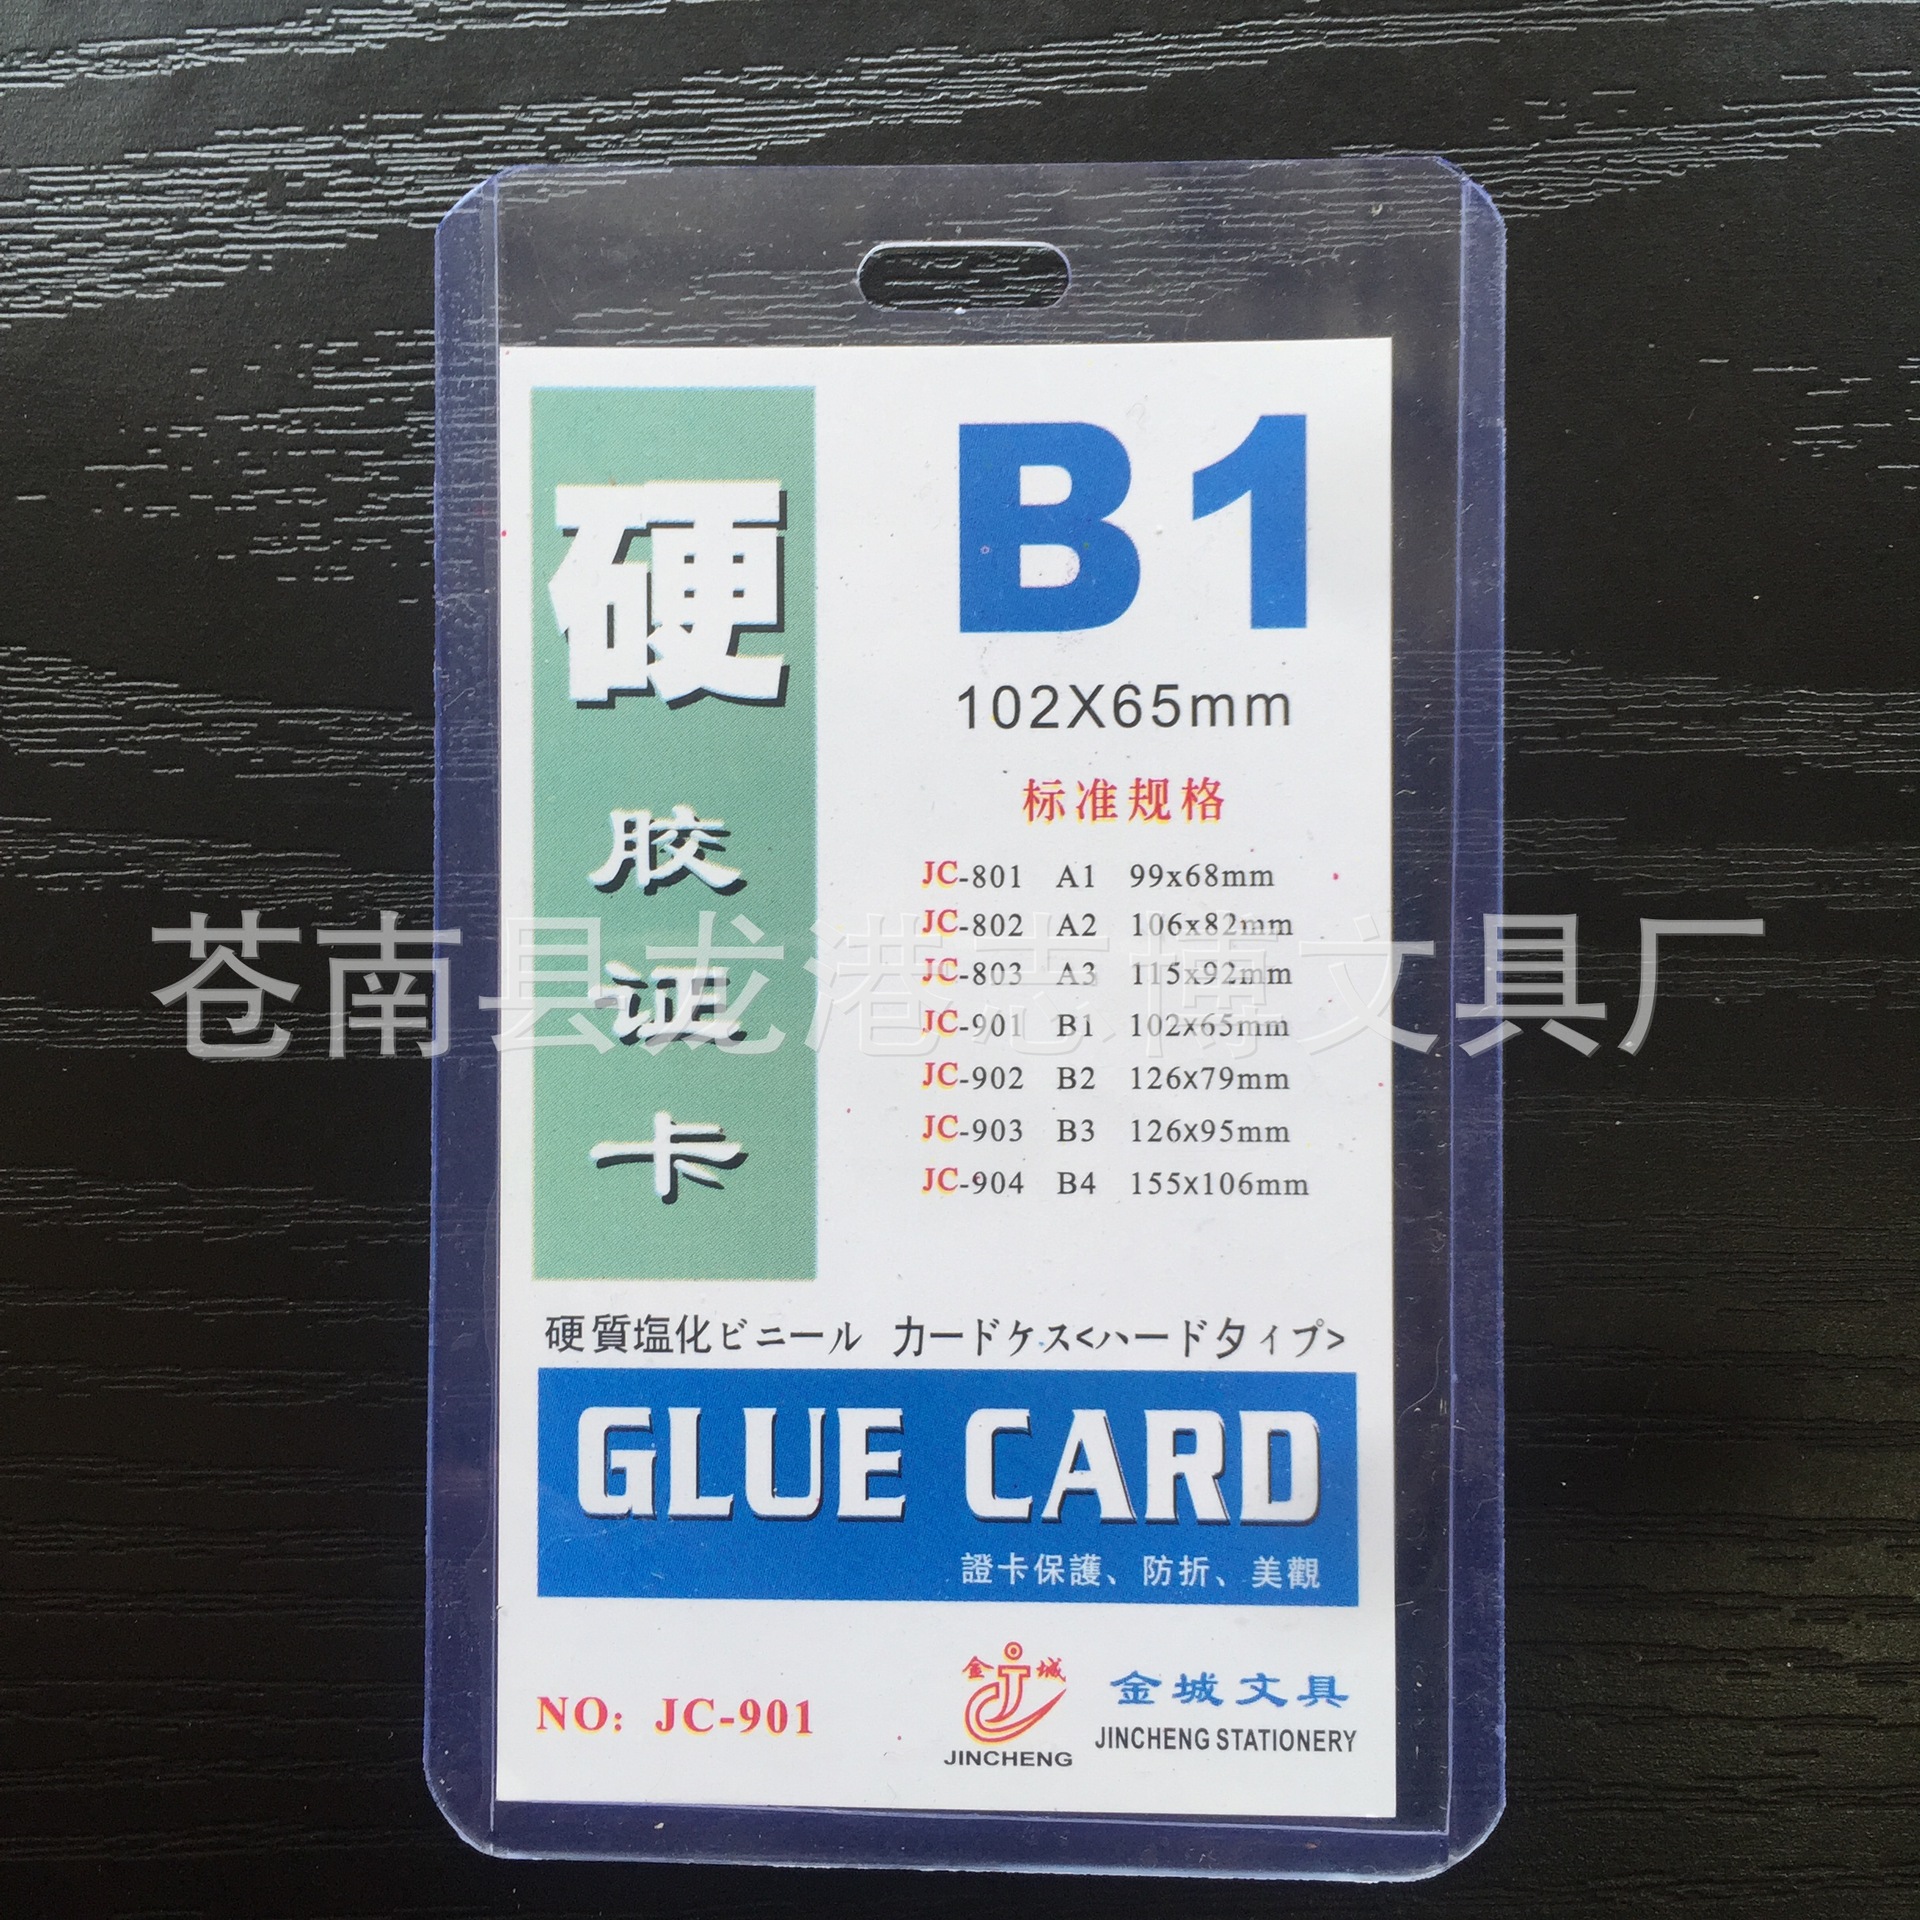 硬
胶
证
卡
B1
102X65mm
标准规格
JC-801 A1 99x68mm
JC-802 A2 106x82mm
JC-803 A3 115x92mm
JC-901 B1 102x65mm
JC-902 B2 126x79mm
JC-903 B3 126x95mm
JC-904 B4 155x106mm
苍南县龙港志博文具厂
硬質塩化ビニール カードケス<ハードタイプ>
GLUE CARD
證卡保護、防折、美觀
NO: JC-901
金城
JINCHENG
金城文具
JINCHENG STATIONERY